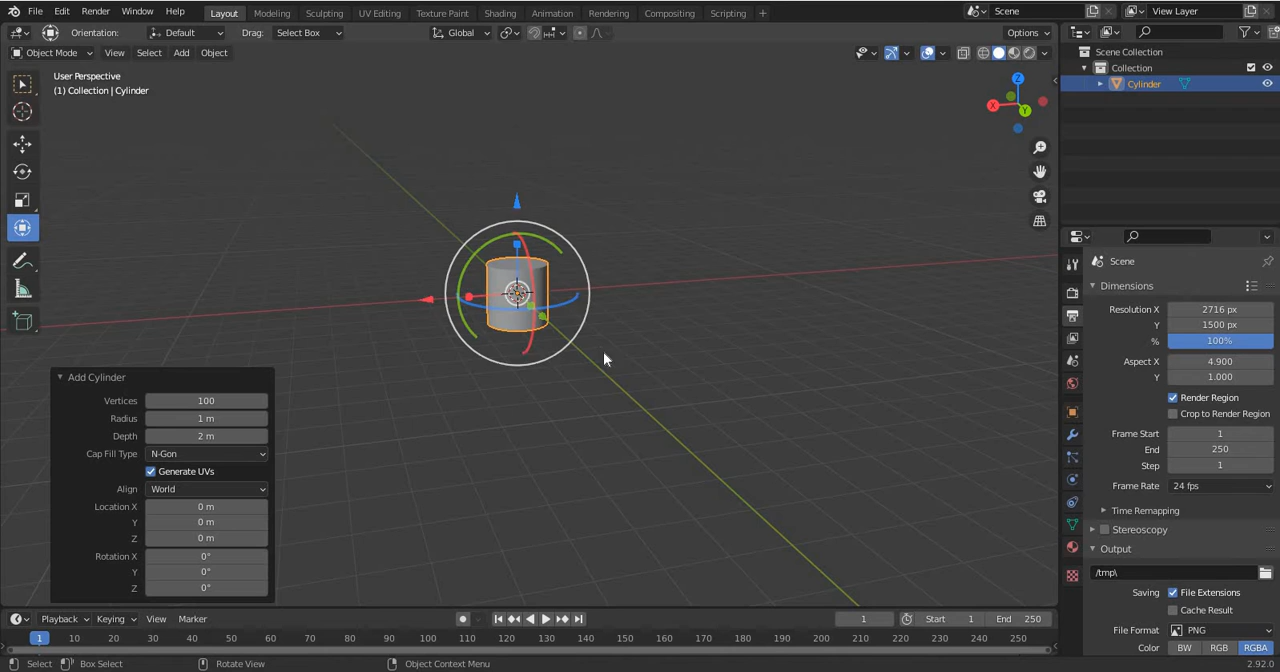 File Edit Render Window Help Layout Modeling Sculpting UV Editing Texture Paint Shading Animation Rendering Compositing Scripting + Scene View Layer
Orientation: Default Drag: Select Box Global Options
Object Mode View Select Add Object
User Perspective
(1) Collection | Cylinder
Z
X
Y
Scene Collection
Collection
Cylinder
Scene
Dimensions
Resolution X 2716 px
Y 1500 px
% 100%
Aspect X 4.900
Y 1.000
Render Region
Crop to Render Region
Frame Start 1
End 250
Step 1
Frame Rate 24 fps
Time Remapping
Stereoscopy
Output
/tmp\
Saving File Extensions
Cache Result
File Format PNG
Color BW RGB RGBA
Add Cylinder
Vertices 100
Radius 1 m
Depth 2 m
Cap Fill Type N-Gon
Generate UVs
Align World
Location X 0 m
Y 0 m
Z 0 m
Rotation X 0°
Y 0°
Z 0°
Playback Keying View Marker 1 Start 1 End 250
1 10 20 30 40 50 60 70 80 90 100 110 120 130 140 150 160 170 180 190 200 210 220 230 240 250
Select Box Select Rotate View Object Context Menu 2.92.0